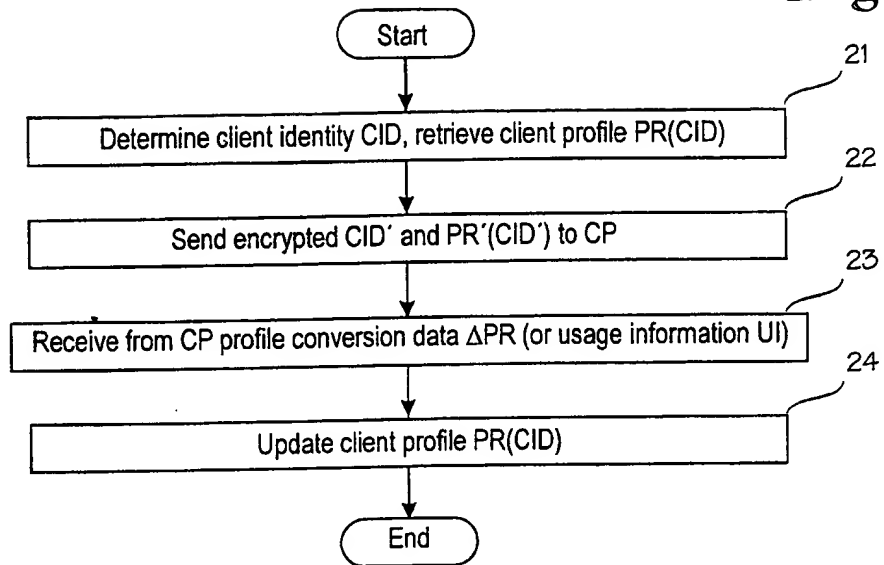 Start
21
Determine client identity CID, retrieve client profile PR(CID)
22
Send encrypted CID´ and PR´(CID´) to CP
23
Receive from CP profile conversion data ΔPR (or usage information UI)
24
Update client profile PR(CID)
End